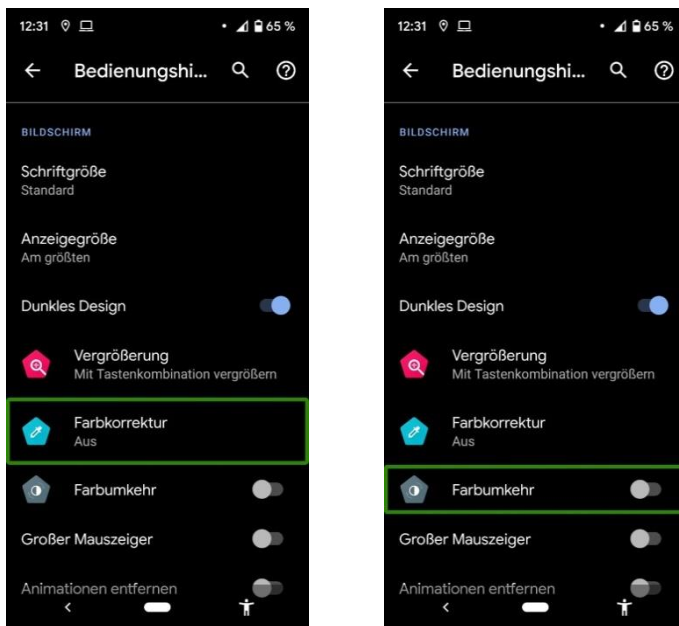 12:31 65 %
Bedienungshi...
BILDSCHIRM
Schriftgröße
Standard
Anzeigegröße
Am größten
Dunkles Design
Vergrößerung
Mit Tastenkombination vergrößern
Farbkorrektur
Aus
Farbumkehr
Großer Mauszeiger
Animationen entfernen
12:31 65 %
Bedienungshi...
BILDSCHIRM
Schriftgröße
Standard
Anzeigegröße
Am größten
Dunkles Design
Vergrößerung
Mit Tastenkombination vergrößern
Farbkorrektur
Aus
Farbumkehr
Großer Mauszeiger
Animationen entfernen